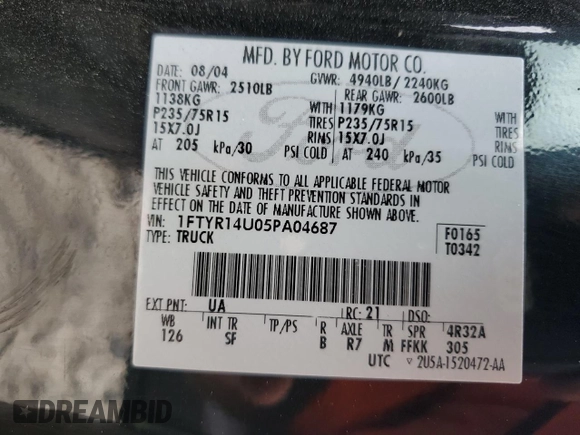 MFD. BY FORD MOTOR CO.
DATE: 08/04 GVWR: 4940LB/ 2240KG
FRONT GAWR: 2510LB REAR GAWR: 2600LB
1138KG WITH 1179KG WITH
P235/75R15 TIRES P235/75R15 TIRES
15X7.0J RIMS 15X7.0J RIMS
AT 205 kPa/30 PSI COLD AT 240 kPa/35 PSI COLD
Ford
THIS VEHICLE CONFORMS TO ALL APPLICABLE FEDERAL MOTOR
VEHICLE SAFETY AND THEFT PREVENTION STANDARDS IN
EFFECT ON THE DATE OF MANUFACTURE SHOWN ABOVE.
VIN: 1FTYR14U05PA04687 F0165
TYPE: TRUCK T0342
EXT PNT: UA RC: 21 DSO:
WB INT TR TP/PS R AXLE TR SPR 4R32A
126 SF B R7 M FFKK 305
UTC 2U5A-1520472-AA
DREAMBID